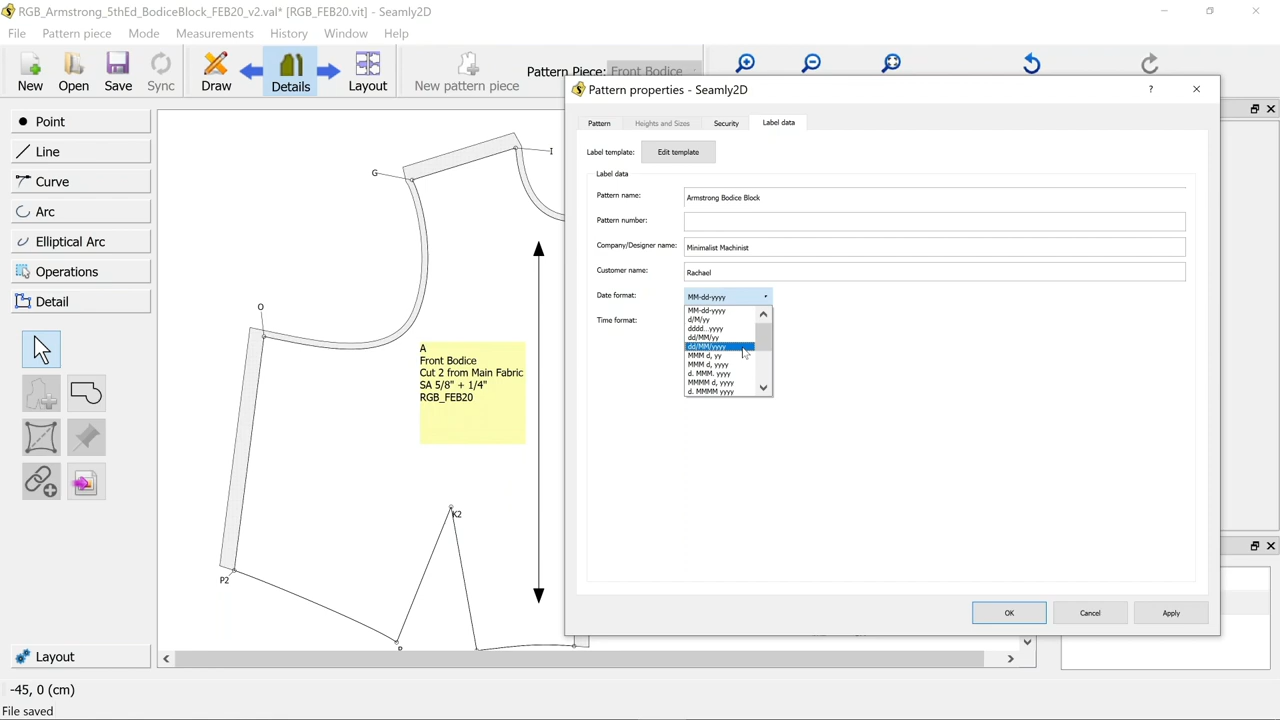 RGB_Armstrong_5thEd_BodiceBlock_FEB20_v2.val* [RGB_FEB20.vit] - Seamly2D
File Pattern piece Mode Measurements History Window Help
New Open Save Sync Draw Details Layout New pattern piece Pattern Piece: Front Bodice
Point
Line
Curve
Arc
Elliptical Arc
Operations
Detail
Layout
-45, 0 (cm)
File saved
G
I
O
A
Front Bodice
Cut 2 from Main Fabric
SA 5/8" + 1/4"
RGB_FEB20
K2
P2
Pattern properties - Seamly2D
Pattern Heights and Sizes Security Label data
Label template: Edit template
Label data
Pattern name: Armstrong Bodice Block
Pattern number:
Company/Designer name: Minimalist Machinist
Customer name: Rachael
Date format: MM-dd-yyyy
Time format:
MM-dd-yyyy
d/M/yy
dddd...yyyy
dd/MM/yy
dd/MM/yyyy
MMM d, yy
MMM d, yyyy
d. MMM. yyyy
MMMM d, yyyy
d. MMMM yyyy
OK Cancel Apply